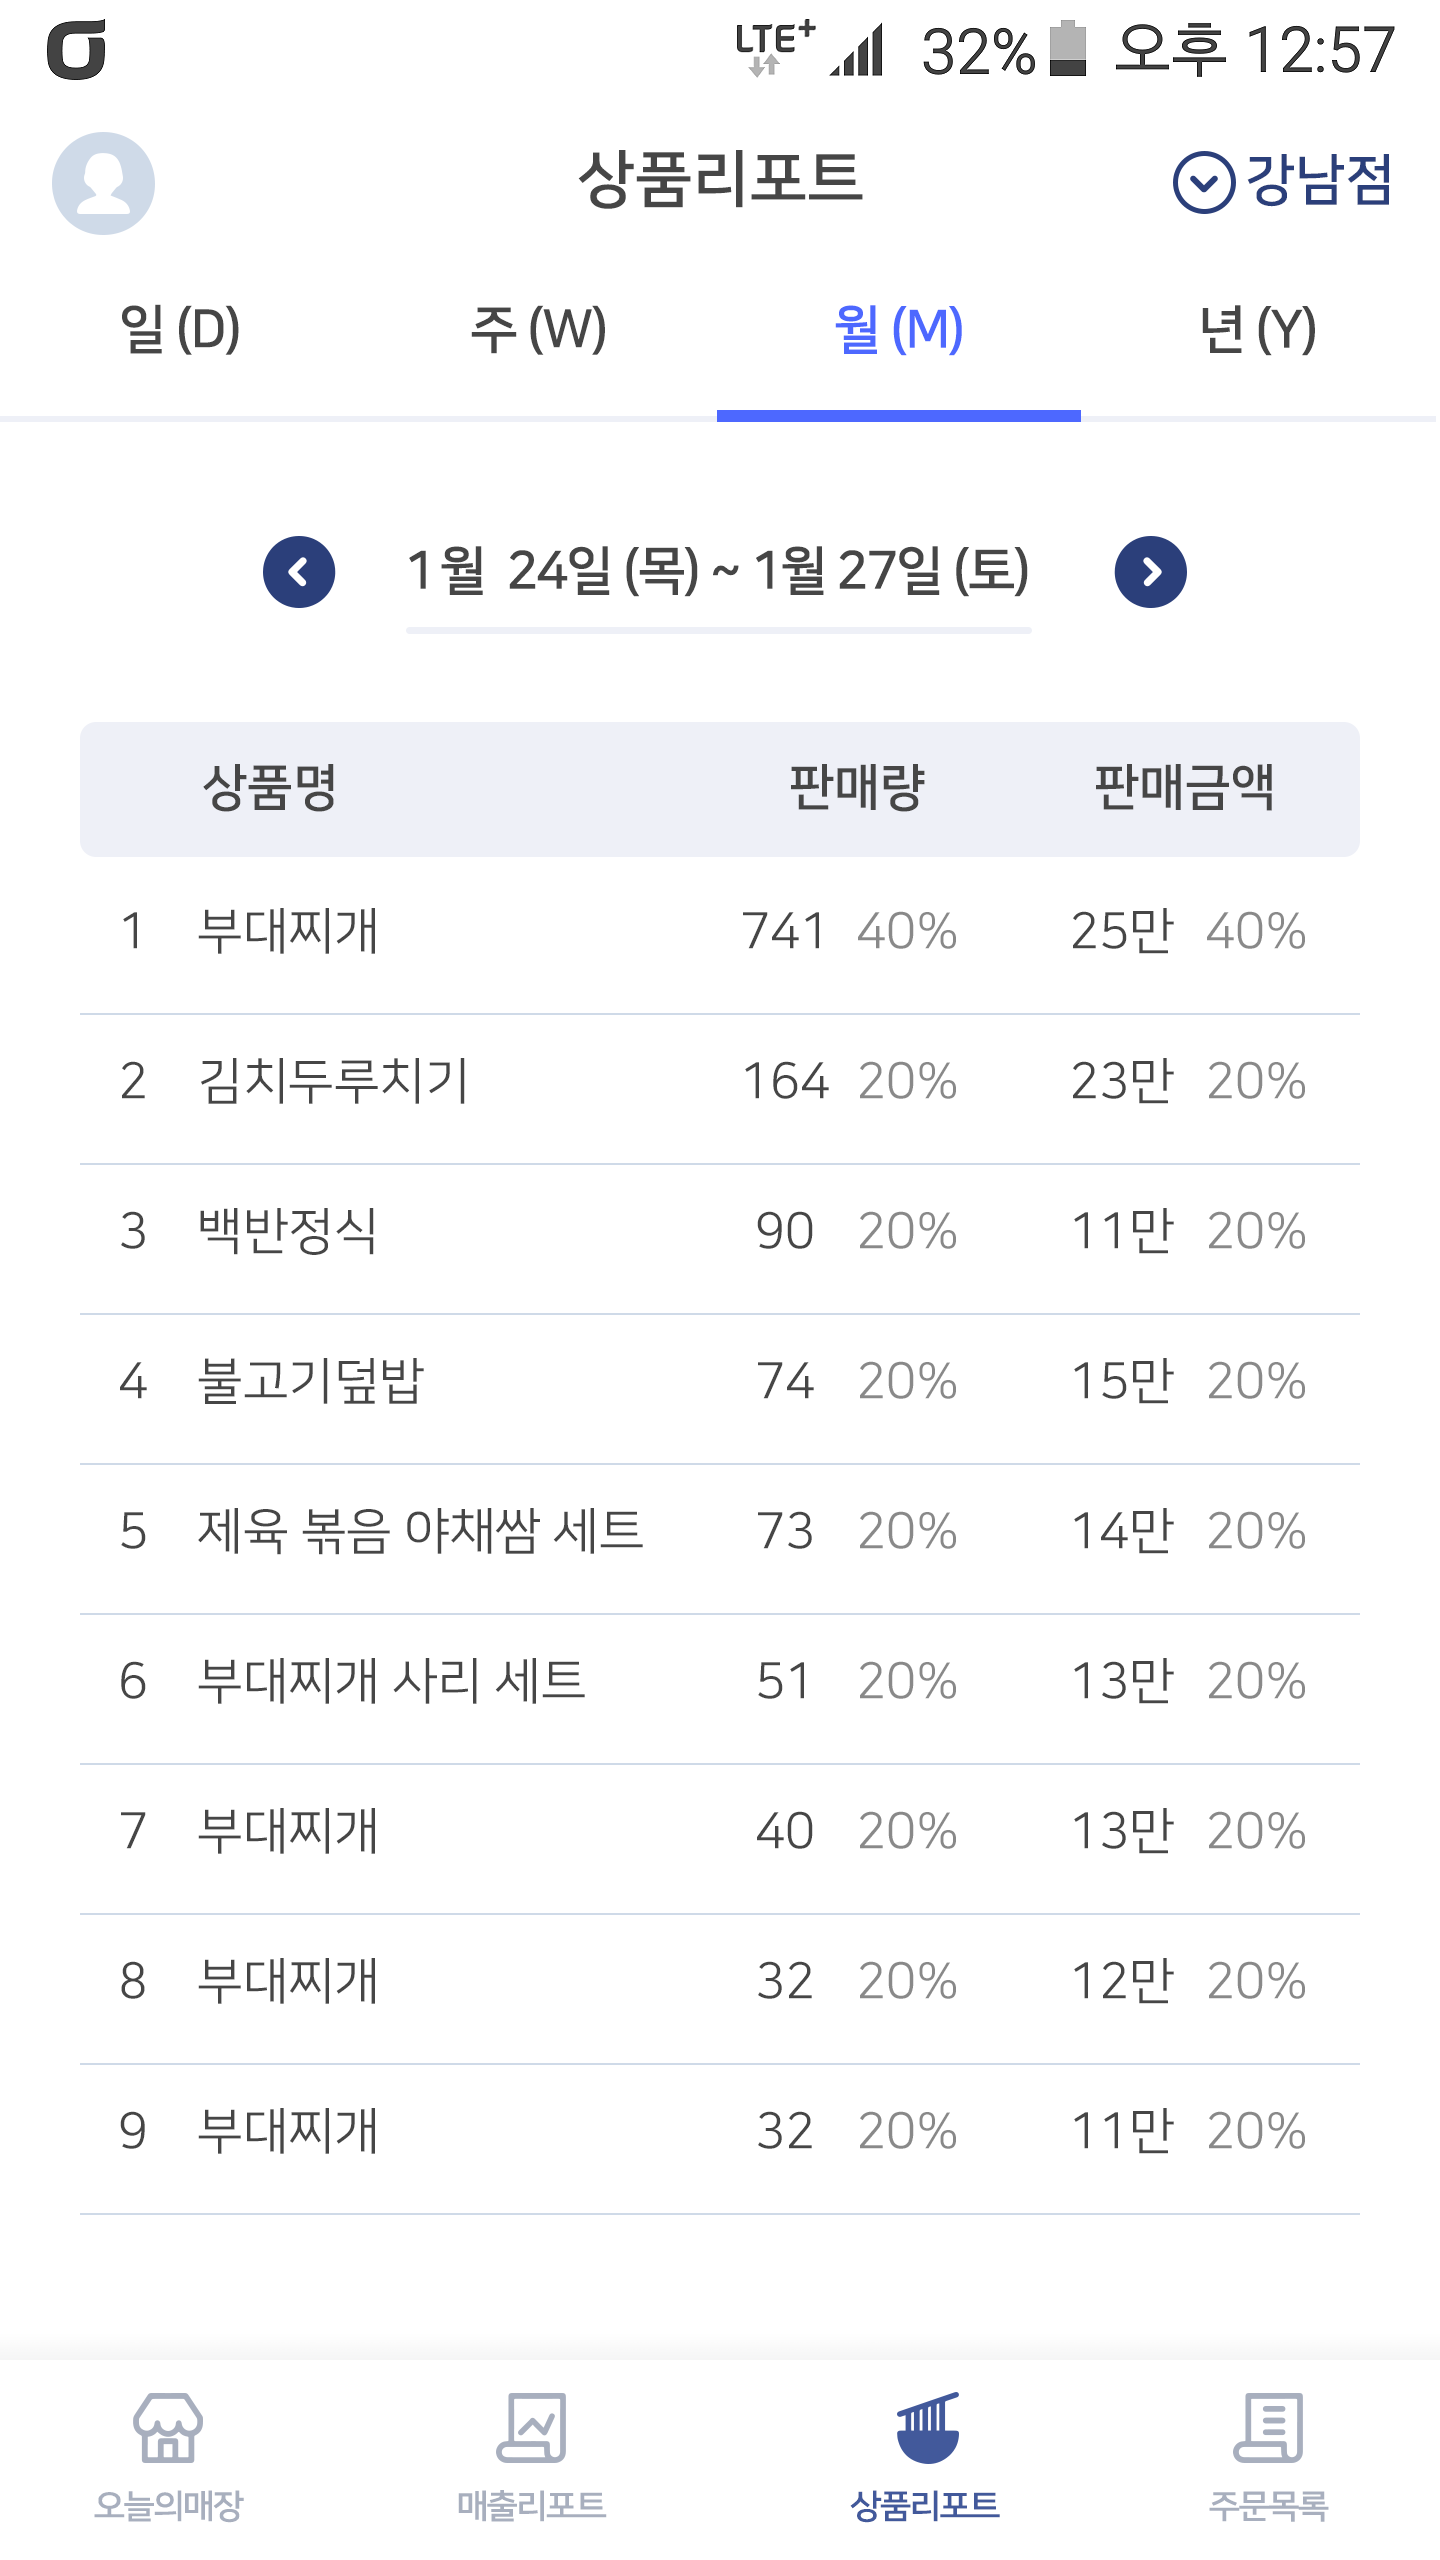 LTE+ 32% 오후 12:57
상품리포트 강남점
일 (D) 주 (W) 월 (M) 년 (Y)
1월 24일 (목) ~ 1월 27일 (토)
상품명 판매량 판매금액
1 부대찌개 741 40% 25만 40%
2 김치두루치기 164 20% 23만 20%
3 백반정식 90 20% 11만 20%
4 불고기덮밥 74 20% 15만 20%
5 제육 볶음 야채쌈 세트 73 20% 14만 20%
6 부대찌개 사리 세트 51 20% 13만 20%
7 부대찌개 40 20% 13만 20%
8 부대찌개 32 20% 12만 20%
9 부대찌개 32 20% 11만 20%
오늘의매장 매출리포트 상품리포트 주문목록